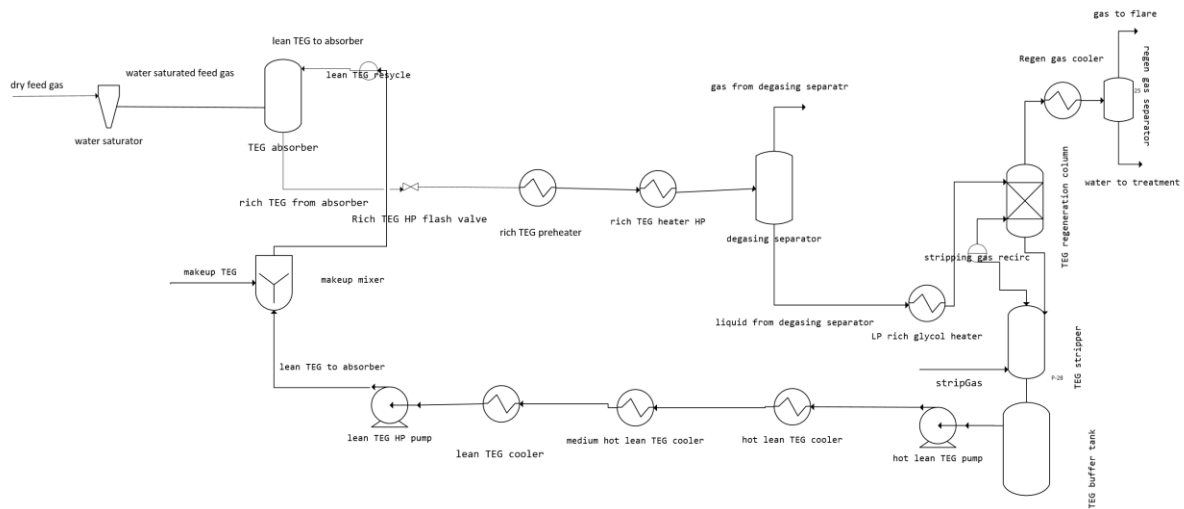 gas to flare
lean TEG to absorber
Regen gas cooler
regen gas separator
dry feed gas
water saturated feed gas
lean TEG resycle
gas from degasing separatr
25
water saturator
TEG absorber
water to treatment
rich TEG from absorber
Rich TEG HP flash valve
rich TEG preheater
rich TEG heater HP
degasing separator
TEG regeneration column
stripping gas recirc
makeup TEG
makeup mixer
liquid from degasing separator
LP rich glycol heater
TEG stripper
lean TEG to absorber
stripGas
P-28
lean TEG HP pump
medium hot lean TEG cooler
hot lean TEG cooler
lean TEG cooler
hot lean TEG pump
TEG buffer tank